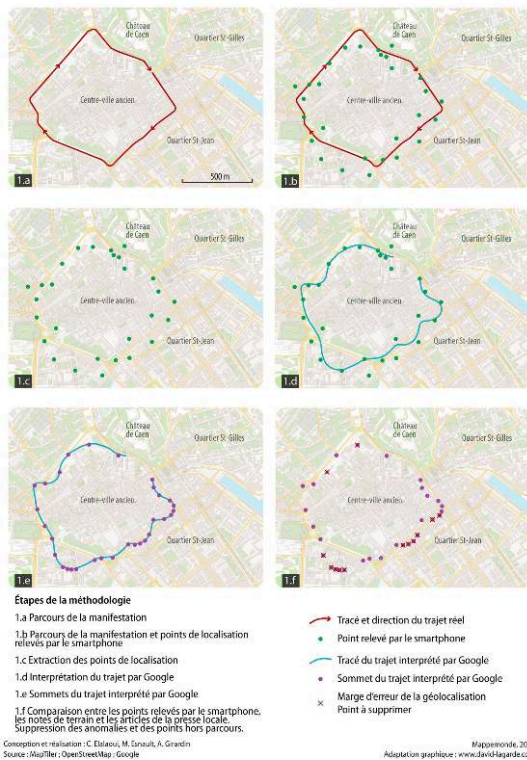 Château
de Caen
Quartier St-Gilles
Centre-ville ancien
Quartier St-Jean
500 m
1.a
Château
de Caen
Quartier St-Gilles
Centre-ville ancien
Quartier St-Jean
1.b
Château
de Caen
Quartier St-Gilles
Centre-ville ancien
Quartier St-Jean
1.c
Château
de Caen
Quartier St-Gilles
Centre-ville ancien
Quartier St-Jean
1.d
Château
de Caen
Quartier St-Gilles
Centre-ville ancien
Quartier St-Jean
1.e
Château
de Caen
Quartier St-Gilles
Centre-ville ancien
Quartier St-Jean
1.f
Étapes de la méthodologie
1.a Parcours de la manifestation
1.b Parcours de la manifestation et points de localisation
relevés par le smartphone
1.c Extraction des points de localisation
1.d Interprétation du trajet par Google
1.e Sommets du trajet interprété par Google
1.f Comparaison entre les points relevés par le smartphone,
les notes de terrain et les articles de la presse locale.
Suppression des anomalies et des points hors parcours.
Tracé et direction du trajet réel
Point relevé par le smartphone
Tracé du trajet interprété par Google
Sommet du trajet interprété par Google
Marge d'erreur de la géolocalisation
Point à supprimer
Conception et réalisation : C. Elalaoui, M. Esnault, A. Girardin
Source : MapTiler ; OpenStreetMap ; Google
Mappemonde, 20
Adaptation graphique : www.david-lagarde.co